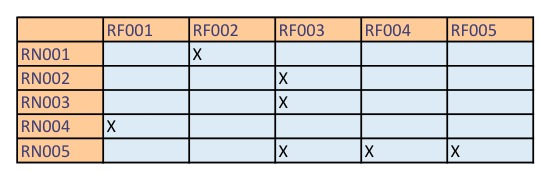 RF001 RF002 RF003 RF004 RF005
RN001 X
RN002 X
RN003 X
RN004 X
RN005 X X X